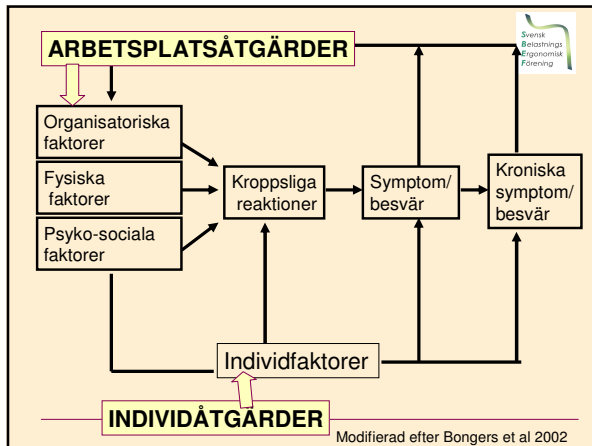 ARBETSPLATSÅTGÄRDER
Svensk
Belastnings
Ergonomisk
Förening
Organisatoriska
faktorer
Fysiska
faktorer
Psyko-sociala
faktorer
Kroppsliga
reaktioner
Symptom/
besvär
Kroniska
symptom/
besvär
Individfaktorer
INDIVIDÅTGÄRDER
Modifierad efter Bongers et al 2002